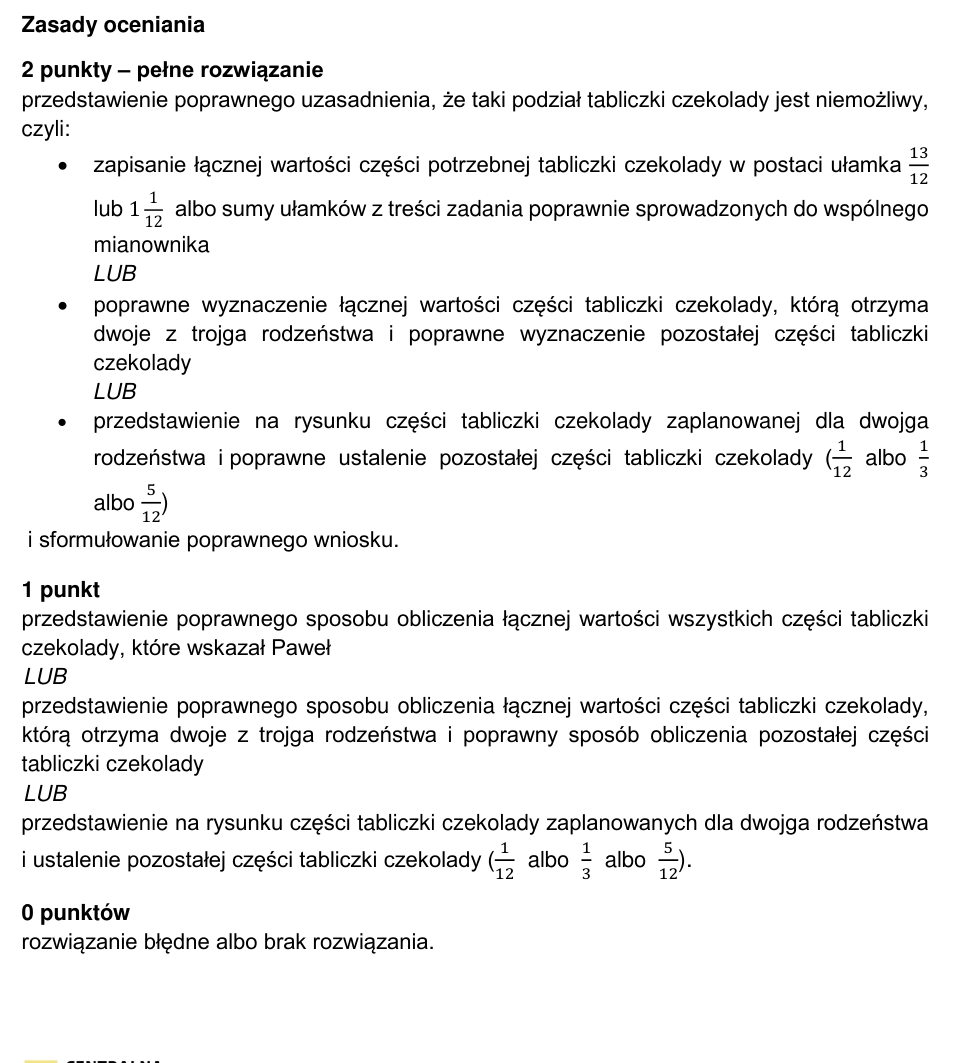 Zasady oceniania
2 punkty – pełne rozwiązanie
przedstawienie poprawnego uzasadnienia, że taki podział tabliczki czekolady jest niemożliwy,
czyli:
• zapisanie łącznej wartości części potrzebnej tabliczki czekolady w postaci ułamka 13/12
lub 1 1/12 albo sumy ułamków z treści zadania poprawnie sprowadzonych do wspólnego
mianownika
LUB
• poprawne wyznaczenie łącznej wartości części tabliczki czekolady, którą otrzyma
dwoje z trojga rodzeństwa i poprawne wyznaczenie pozostałej części tabliczki
czekolady
LUB
• przedstawienie na rysunku części tabliczki czekolady zaplanowanej dla dwojga
rodzeństwa i poprawne ustalenie pozostałej części tabliczki czekolady (1/12 albo 1/3
albo 5/12)
i sformułowanie poprawnego wniosku.
1 punkt
przedstawienie poprawnego sposobu obliczenia łącznej wartości wszystkich części tabliczki
czekolady, które wskazał Paweł
LUB
przedstawienie poprawnego sposobu obliczenia łącznej wartości części tabliczki czekolady,
którą otrzyma dwoje z trojga rodzeństwa i poprawny sposób obliczenia pozostałej części
tabliczki czekolady
LUB
przedstawienie na rysunku części tabliczki czekolady zaplanowanych dla dwojga rodzeństwa
i ustalenie pozostałej części tabliczki czekolady (1/12 albo 1/3 albo 5/12).
0 punktów
rozwiązanie błędne albo brak rozwiązania.
CENTRALNA